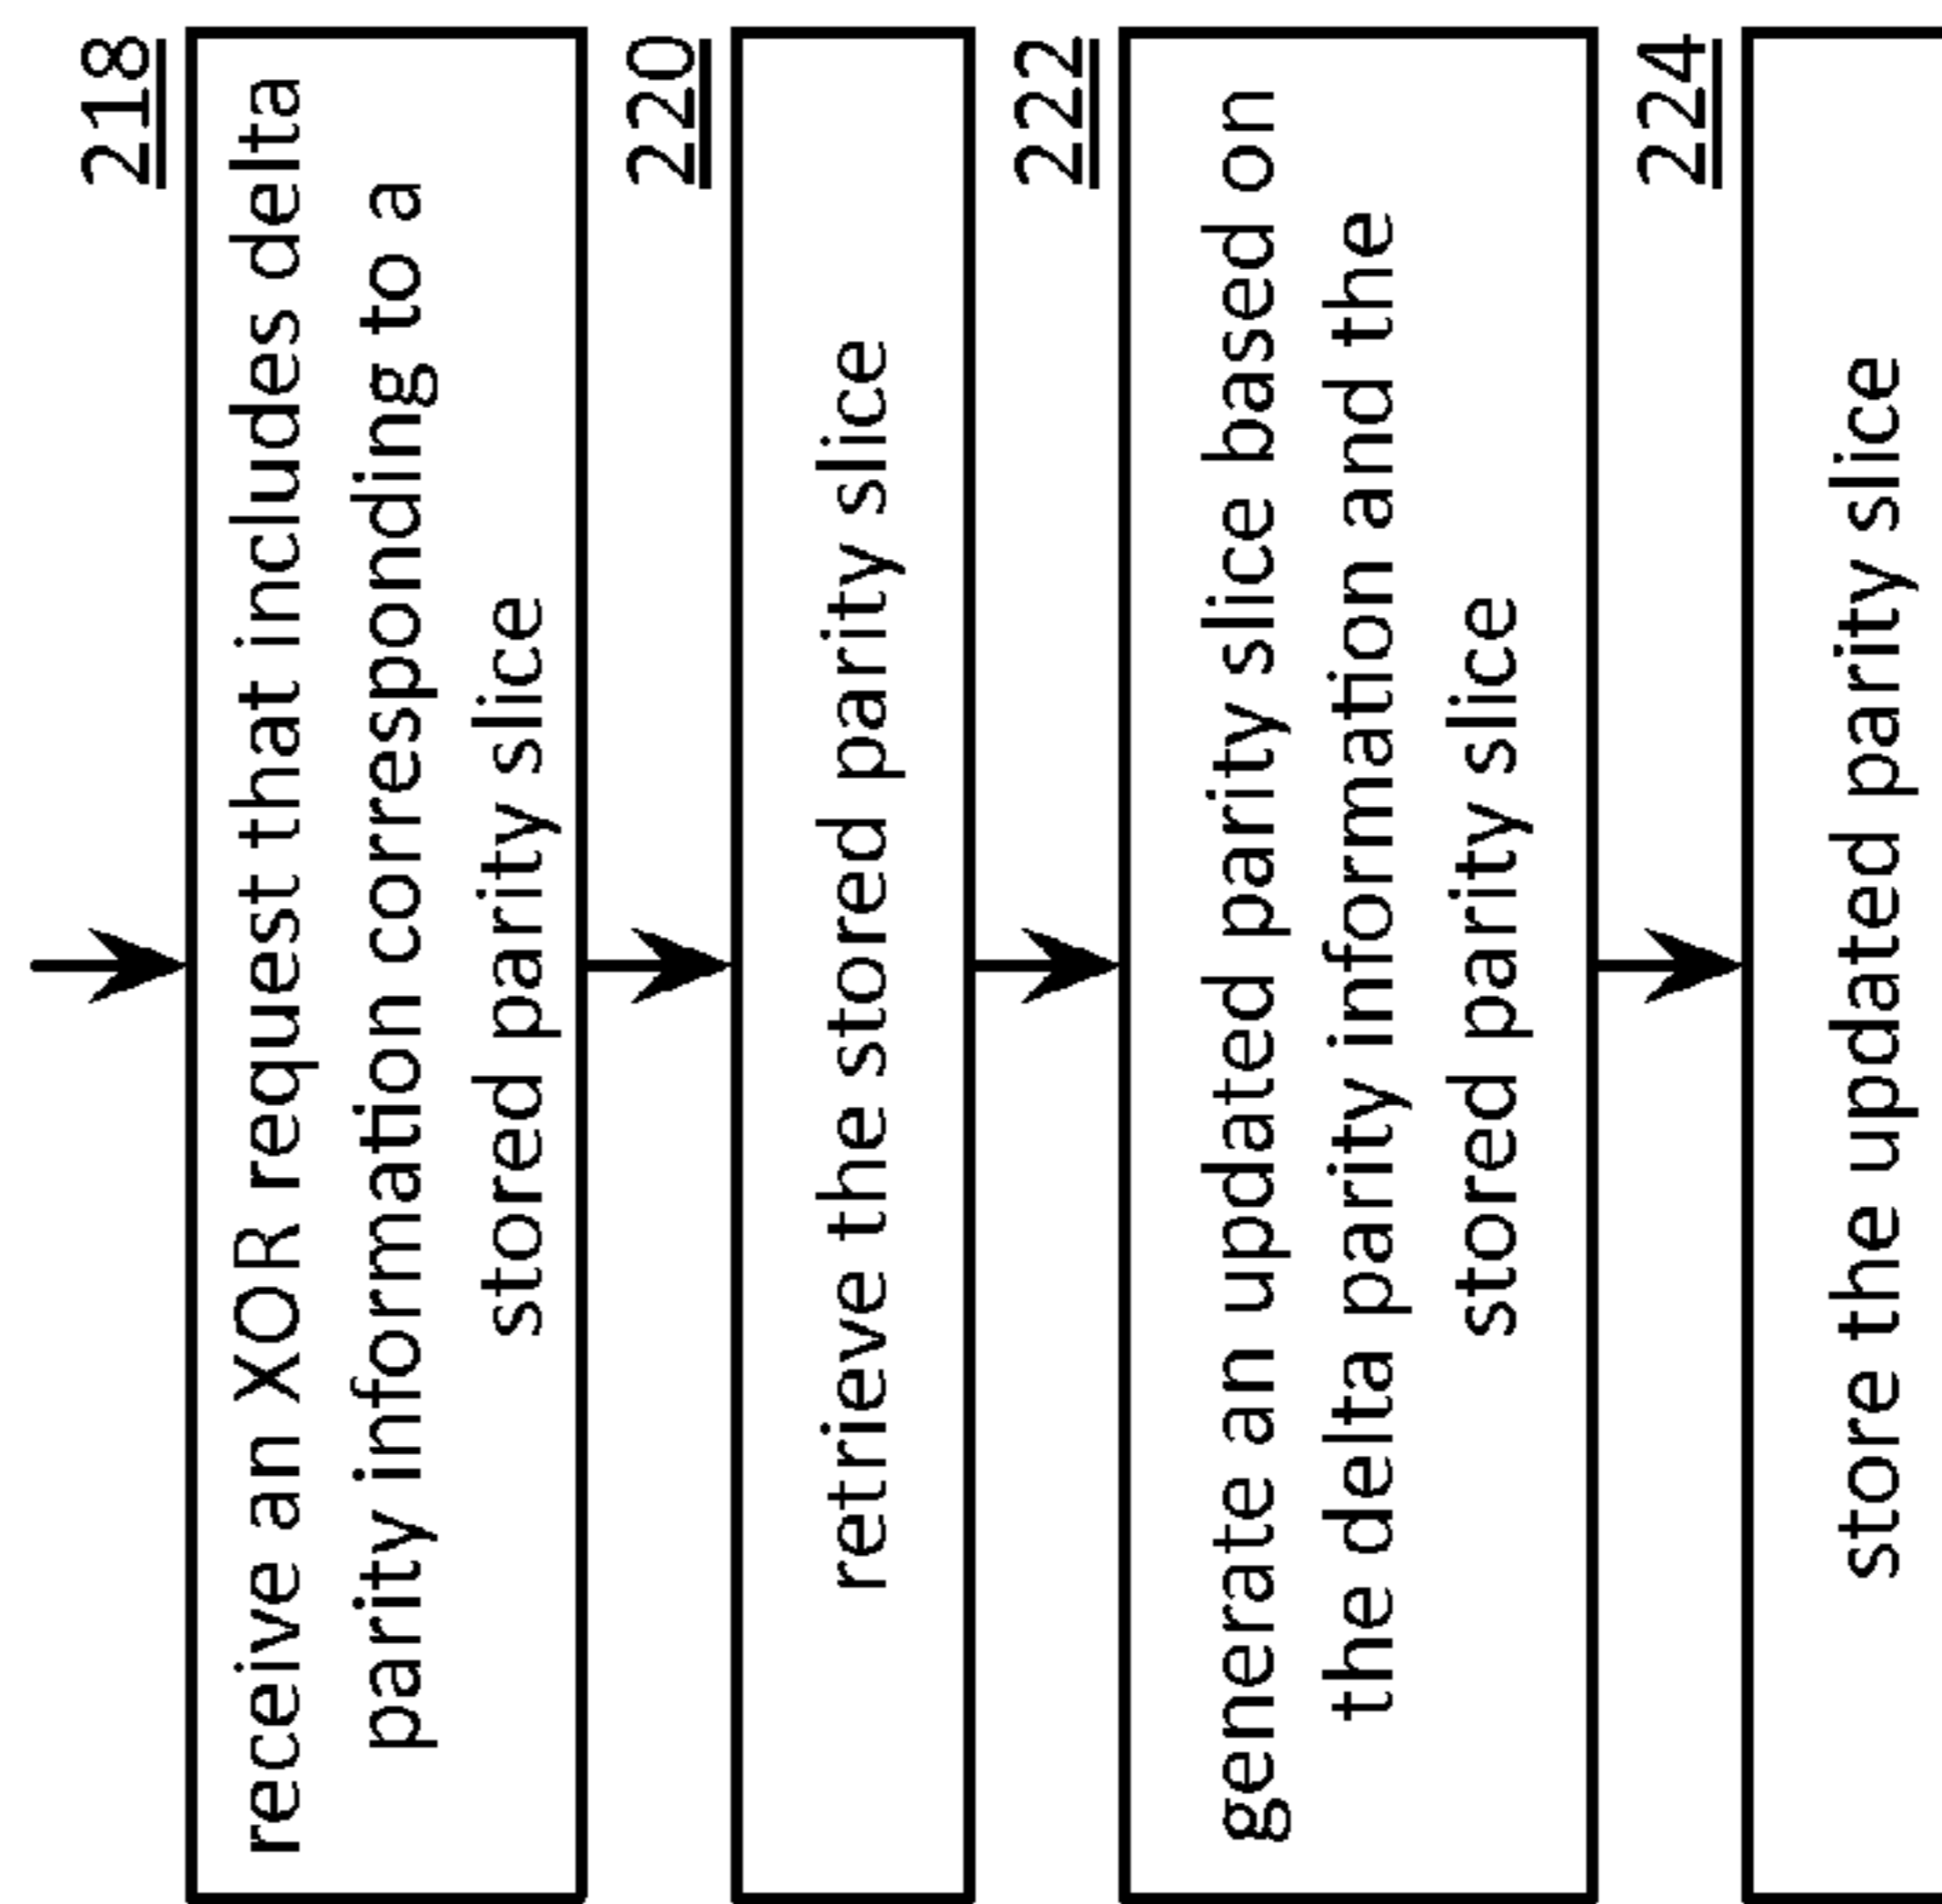 218
receive an XOR request that includes delta
parity information corresponding to a
stored parity slice
220
retrieve the stored parity slice
222
generate an updated parity slice based on
the delta parity information and the
stored parity slice
224
store the updated parity slice